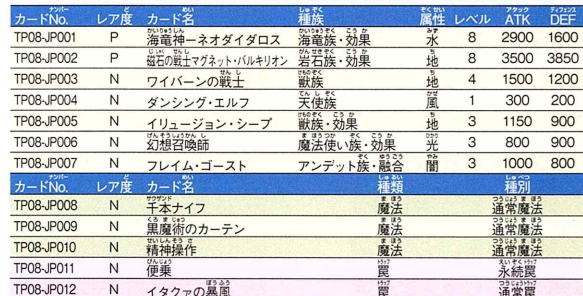 カードNo. レア度 カード名 種族 属性 レベル ATK DEF
TP08-JP001 P 海竜神-ネオダイダロス 海竜族・効果 水 8 2900 1600
TP08-JP002 P 磁石の戦士マグネット・バルキリオン 岩石族・効果 地 8 3500 3850
TP08-JP003 N ワイバーンの戦士 獣族 地 4 1500 1200
TP08-JP004 N ダンシング・エルフ 天使族 風 1 300 200
TP08-JP005 N イリュージョン・シープ 獣族・効果 地 3 1150 900
TP08-JP006 N 幻想召喚師 魔法使い族・効果 光 3 800 900
TP08-JP007 N フレイム・ゴースト アンデット族・融合 闇 3 1000 800
カードNo. レア度 カード名 種類 種別
TP08-JP008 N 千本ナイフ 魔法 通常魔法
TP08-JP009 N 黒魔術のカーテン 魔法 通常魔法
TP08-JP010 N 精神操作 魔法 通常魔法
TP08-JP011 N 便乗 罠 永続罠
TP08-JP012 N イタクァの暴風 罠 通常罠